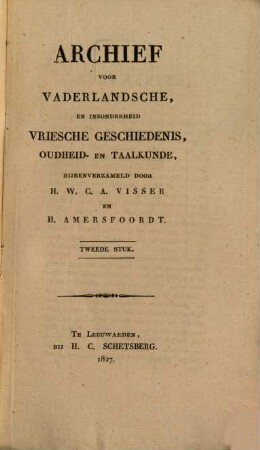 ARCHIEF
VOOR
VADERLANDSCHE,
EN INZONDERHEID
VRIESCHE GESCHIEDENIS,
OUDHEID- EN TAALKUNDE,
BIJEENVERZAMELD DOOR
H. W. C. A. VISSER
EN
H. AMERSFOORDT.
TWEEDE STUK.
TE LEEUWARDEN,
BIJ H. C. SCHETSBERG.
1827.